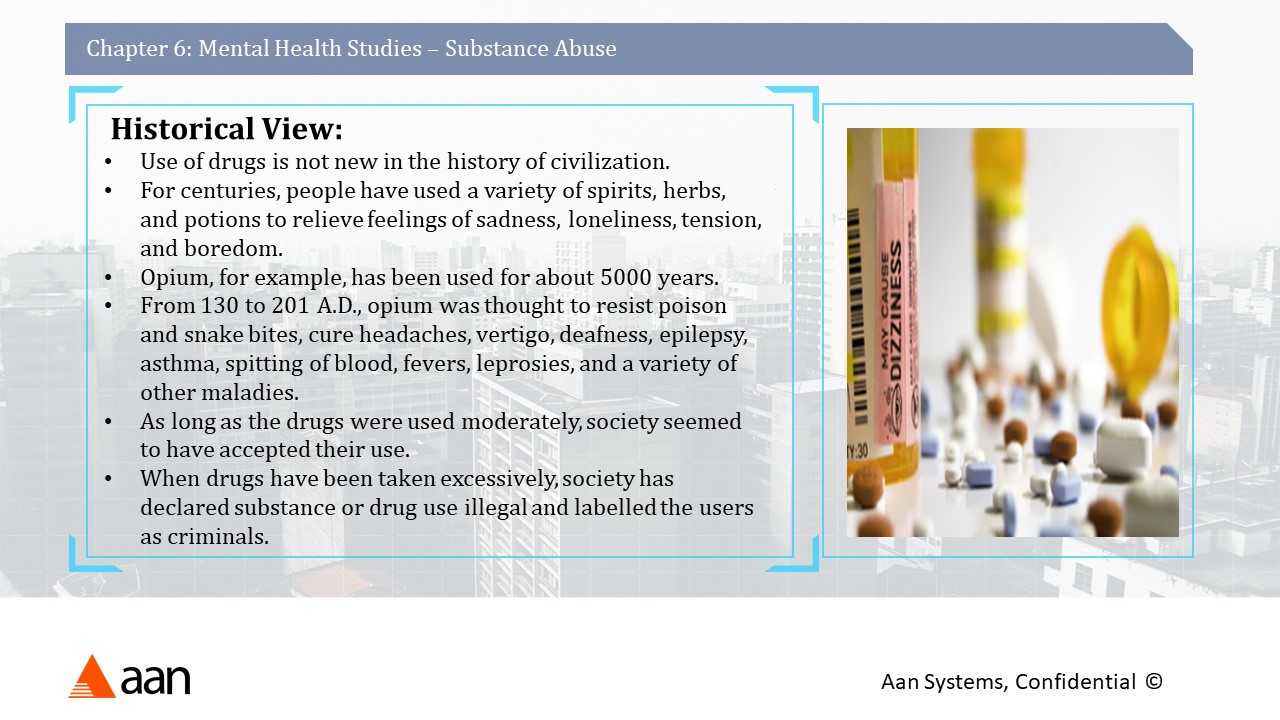 Chapter 6: Mental Health Studies – Substance Abuse
Historical View:
• Use of drugs is not new in the history of civilization.
• For centuries, people have used a variety of spirits, herbs,
and potions to relieve feelings of sadness, loneliness, tension,
and boredom.
• Opium, for example, has been used for about 5000 years.
• From 130 to 201 A.D., opium was thought to resist poison
and snake bites, cure headaches, vertigo, deafness, epilepsy,
asthma, spitting of blood, fevers, leprosies, and a variety of
other maladies.
• As long as the drugs were used moderately, society seemed
to have accepted their use.
• When drugs have been taken excessively, society has
declared substance or drug use illegal and labelled the users
as criminals.
MAY CAUSE
DIZZINESS
TY:30
aan
Aan Systems, Confidential ©